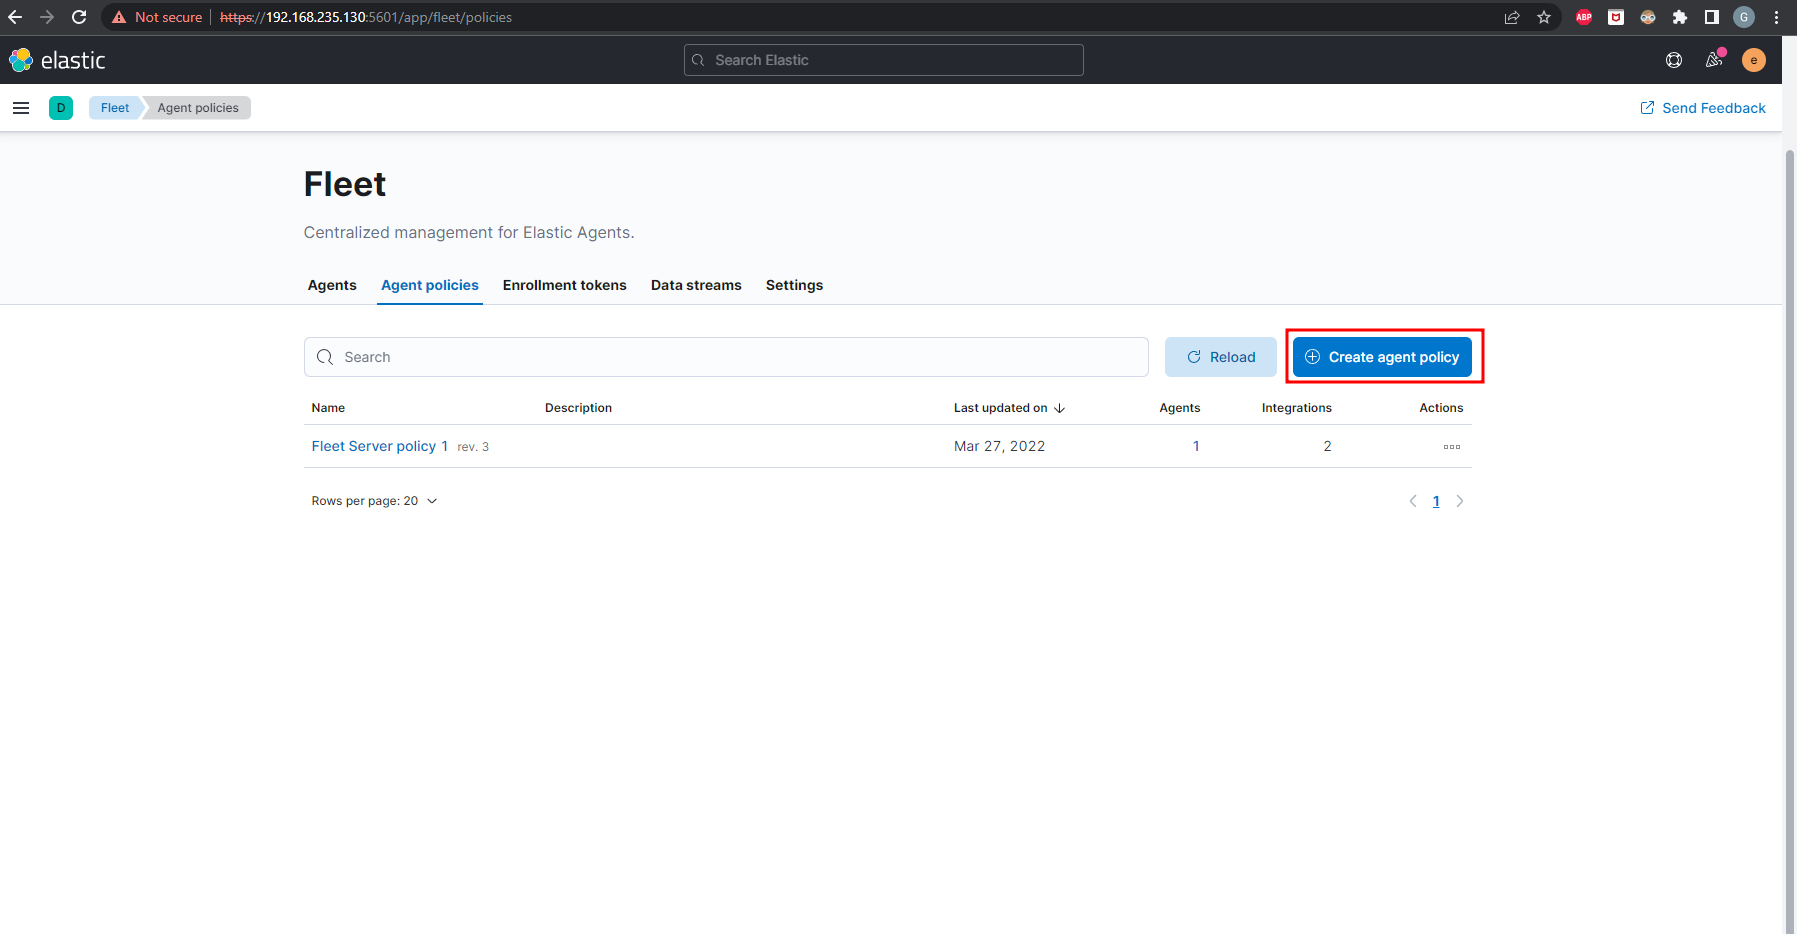 Not secure https://192.168.235.130:5601/app/fleet/policies ABP G
elastic Search Elastic e
D Fleet Agent policies Send Feedback
Fleet
Centralized management for Elastic Agents.
Agents Agent policies Enrollment tokens Data streams Settings
Search Reload Create agent policy
Name Description Last updated on Agents Integrations Actions
Fleet Server policy 1 rev. 3 Mar 27, 2022 1 2
Rows per page: 20 1